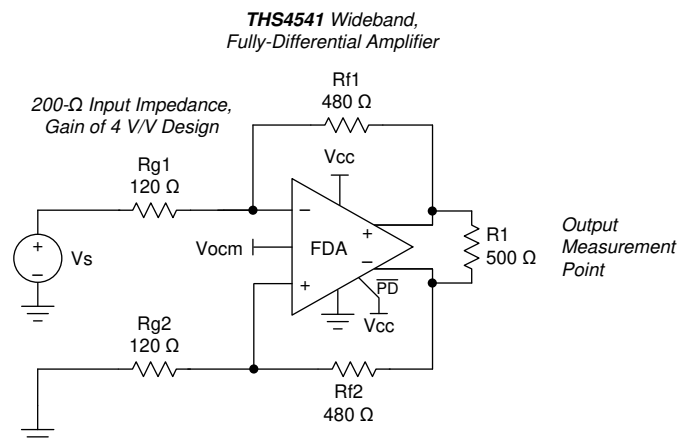 THS4541 Wideband,
Fully-Differential Amplifier
200-Ω Input Impedance,
Gain of 4 V/V Design
Rf1
480 Ω
Rg1
120 Ω
Vcc
Vocm
FDA
−
+
+
−
PD
Vcc
+
−
Vs
R1
500 Ω
Output
Measurement
Point
Rg2
120 Ω
Rf2
480 Ω